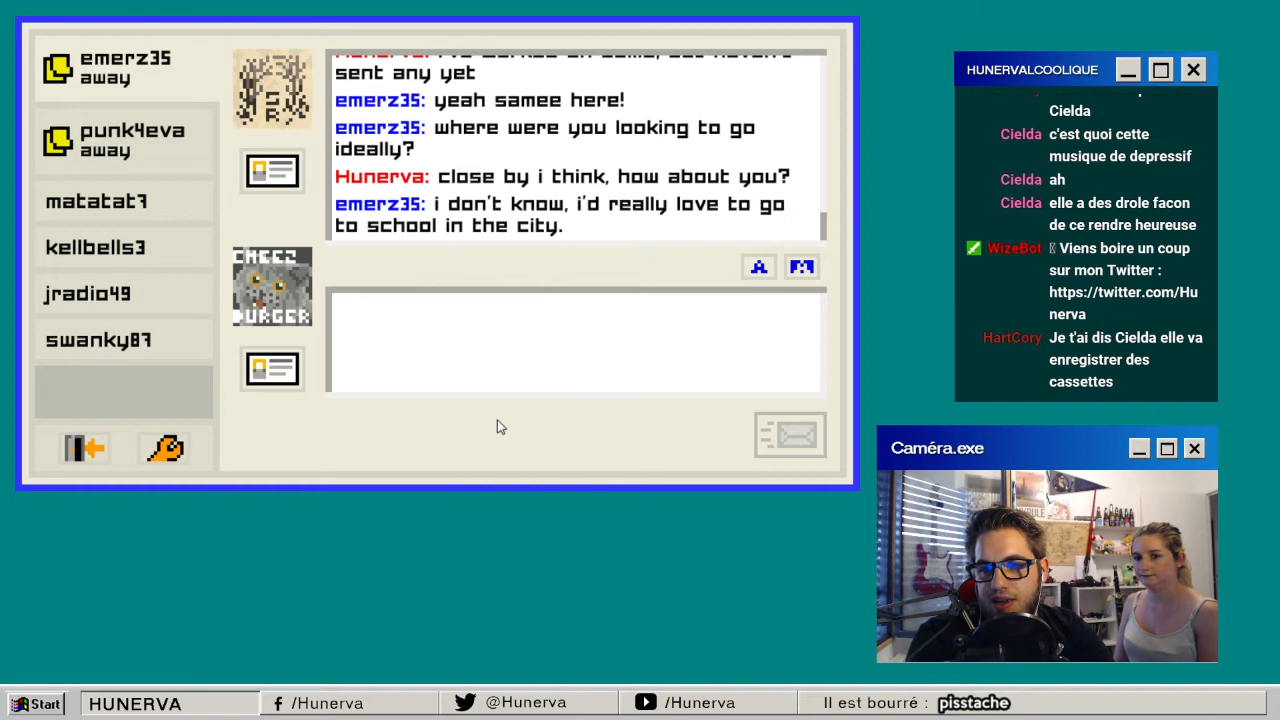 emerz35
away
punk4eva
away
matatat7
kellbells3
jradio49
swanky87
sent any yet
emerz35: yeah samee here!
emerz35: where were you looking to go
ideally?
Hunerva: close by i think, how about you?
emerz35: i don't know, i'd really love to go
to school in the city.
CHEEZ
BURGER
HUNERVALCOOLIQUE
Cielda
Cielda c'est quoi cette
musique de depressif
Cielda ah
Cielda elle a des drole facon
de ce rendre heureuse
WizeBot Viens boire un coup
sur mon Twitter :
https://twitter.com/Hu
nerva
HartCory Je t'ai dis Cielda elle va
enregistrer des
cassettes
Caméra.exe
Start
HUNERVA
/Hunerva
@Hunerva
/Hunerva
Il est bourré : pisstache